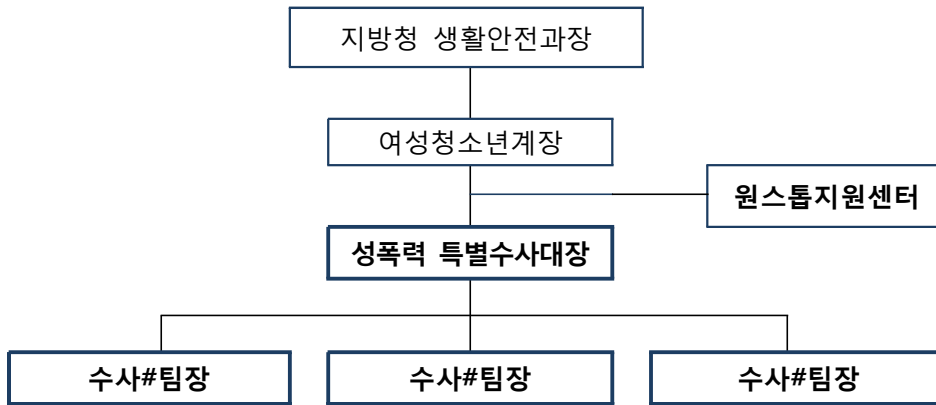 지방청 생활안전과장
여성청소년계장
원스톱지원센터
성폭력 특별수사대장
수사#팀장
수사#팀장
수사#팀장